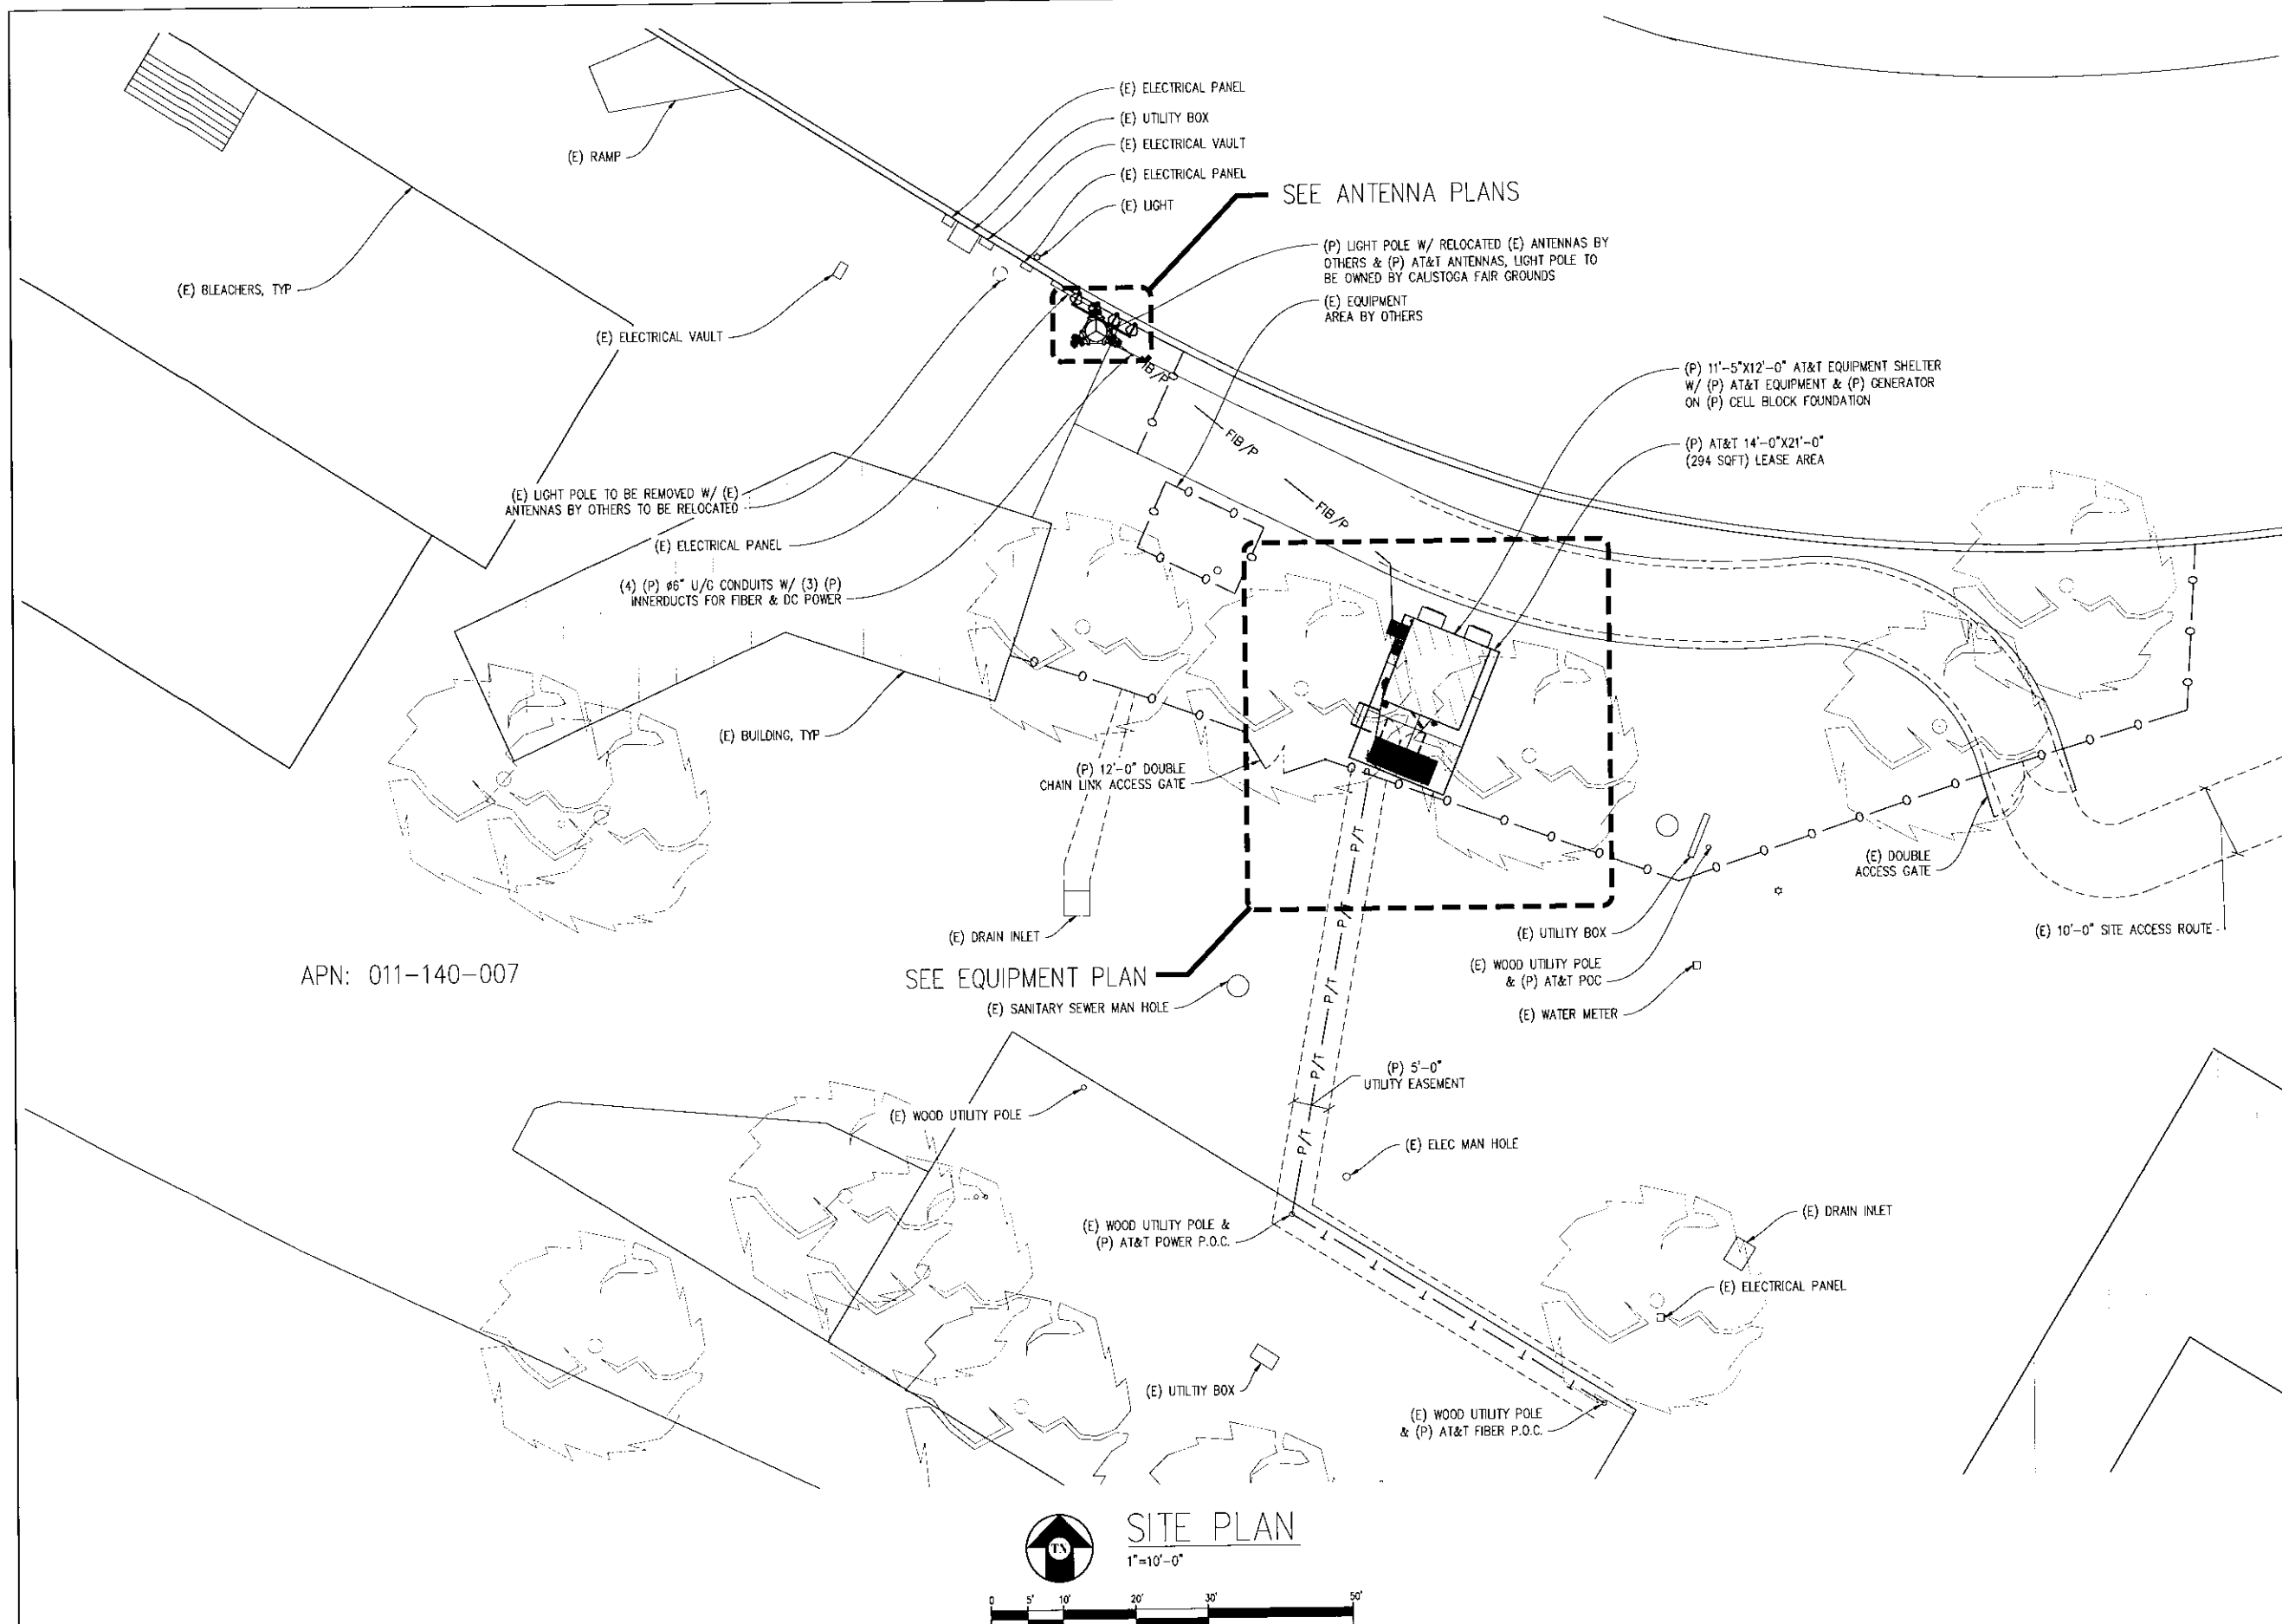 (E) ELECTRICAL PANEL
(E) UTILITY BOX
(E) ELECTRICAL VAULT
(E) ELECTRICAL PANEL
(E) LIGHT
(E) RAMP
SEE ANTENNA PLANS
(P) LIGHT POLE W/ RELOCATED (E) ANTENNAS BY
OTHERS & (P) AT&T ANTENNAS, LIGHT POLE TO
BE OWNED BY CALISTOGA FAIR GROUNDS
(E) EQUIPMENT
AREA BY OTHERS
(E) BLEACHERS, TYP
(E) ELECTRICAL VAULT
FIB/P
(P) 11'-5"X12'-0" AT&T EQUIPMENT SHELTER
W/ (P) AT&T EQUIPMENT & (P) GENERATOR
ON (P) CELL BLOCK FOUNDATION
FIB/P
(P) AT&T 14'-0"X21'-0"
(294 SQFT) LEASE AREA
(E) LIGHT POLE TO BE REMOVED W/ (E)
ANTENNAS BY OTHERS TO BE RELOCATED
FIB/P
(E) ELECTRICAL PANEL
(4) (P) ø6" U/G CONDUITS W/ (3) (P)
INNERDUCTS FOR FIBER & DC POWER
(E) BUILDING, TYP
(P) 12'-0" DOUBLE
CHAIN LINK ACCESS GATE
P/T
(E) DOUBLE
ACCESS GATE
P/T
(E) DRAIN INLET
(E) UTILITY BOX
(E) 10'-0" SITE ACCESS ROUTE
APN: 011-140-007
SEE EQUIPMENT PLAN
(E) WOOD UTILITY POLE
& (P) AT&T POC
P/T
(E) SANITARY SEWER MAN HOLE
(E) WATER METER
P/T
(P) 5'-0"
UTILITY EASEMENT
(E) WOOD UTILITY POLE
P/T
(E) ELEC MAN HOLE
(E) WOOD UTILITY POLE &
(P) AT&T POWER P.O.C.
(E) DRAIN INLET
T
T
(E) ELECTRICAL PANEL
T
T
T
T
(E) UTILTIY BOX
(E) WOOD UTILITY POLE
& (P) AT&T FIBER P.O.C.
TN
SITE PLAN
1"=10'-0"
0 5' 10' 20' 30' 50'